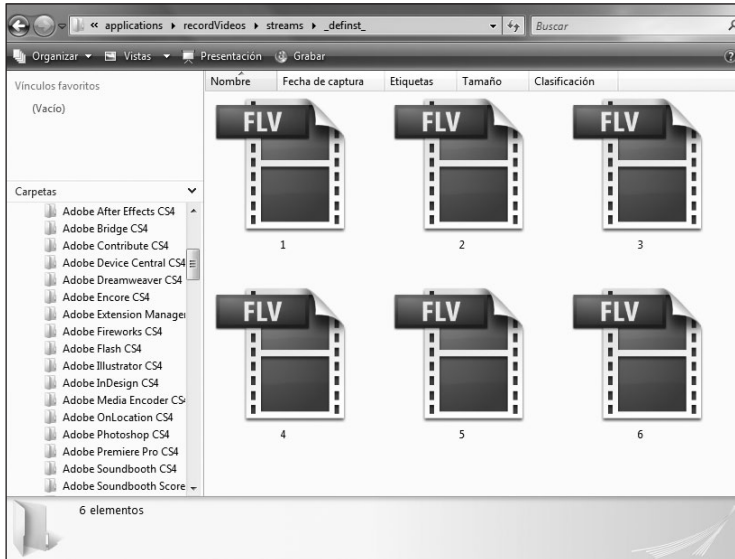 « applications ▸ recordVideos ▸ streams ▸ _definst_
Buscar
Organizar
Vistas
Presentación
Grabar
Vínculos favoritos
(Vacío)
Nombre
Fecha de captura
Etiquetas
Tamaño
Clasificación
FLV
FLV
FLV
1
2
3
FLV
FLV
FLV
4
5
6
Carpetas
Adobe After Effects CS4
Adobe Bridge CS4
Adobe Contribute CS4
Adobe Device Central CS4
Adobe Dreamweaver CS4
Adobe Encore CS4
Adobe Extension Manager
Adobe Fireworks CS4
Adobe Flash CS4
Adobe Illustrator CS4
Adobe InDesign CS4
Adobe Media Encoder CS4
Adobe OnLocation CS4
Adobe Photoshop CS4
Adobe Premiere Pro CS4
Adobe Soundbooth CS4
Adobe Soundbooth Score
6 elementos